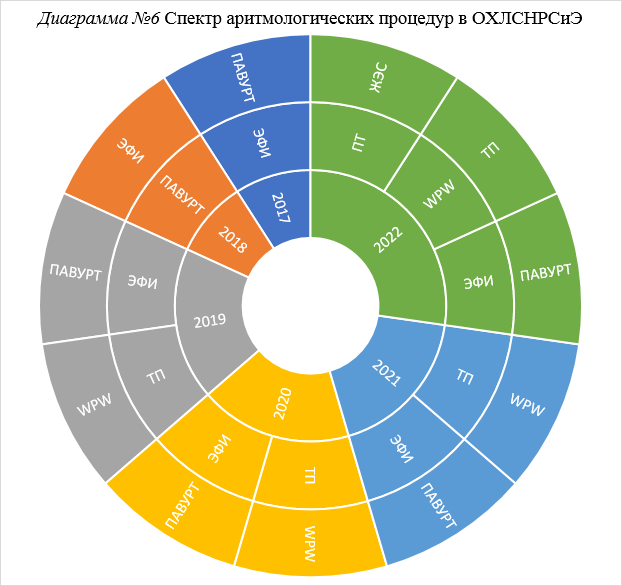 Диаграмма №6 Спектр аритмологических процедур в ОХЛСНРСиЭ
2022
ПТ
ЖЭС
WPW
ТП
ЭФИ
ПАВУРТ
2021
ТП
WPW
ЭФИ
ПАВУРТ
2020
ТП
WPW
ЭФИ
ПАВУРТ
2019
ТП
WPW
ЭФИ
ПАВУРТ
2018
ПАВУРТ
ЭФИ
2017
ЭФИ
ПАВУРТ